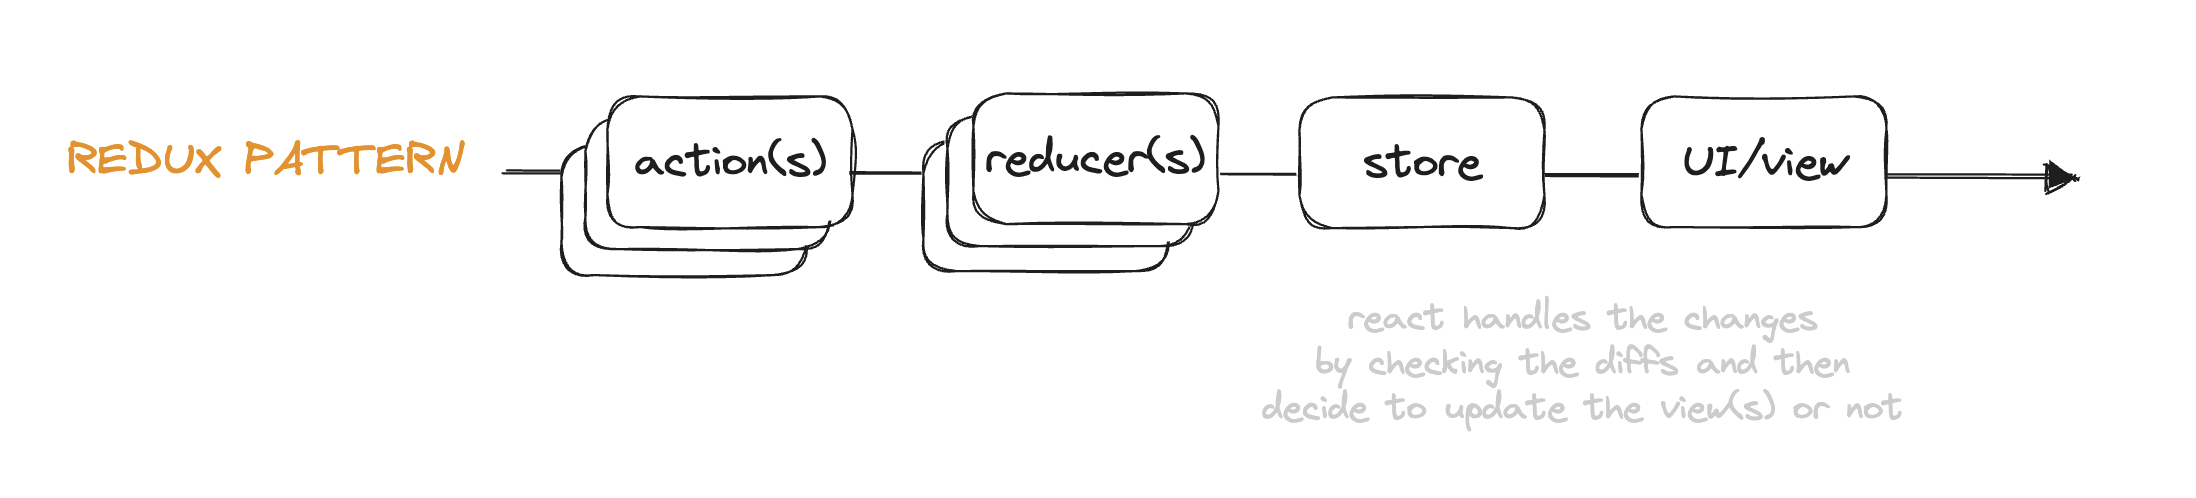 REDUX PATTERN
action(s)
reducer(s)
store
UI/view
react handles the changes
by checking the diffs and then
decide to update the view(s) or not